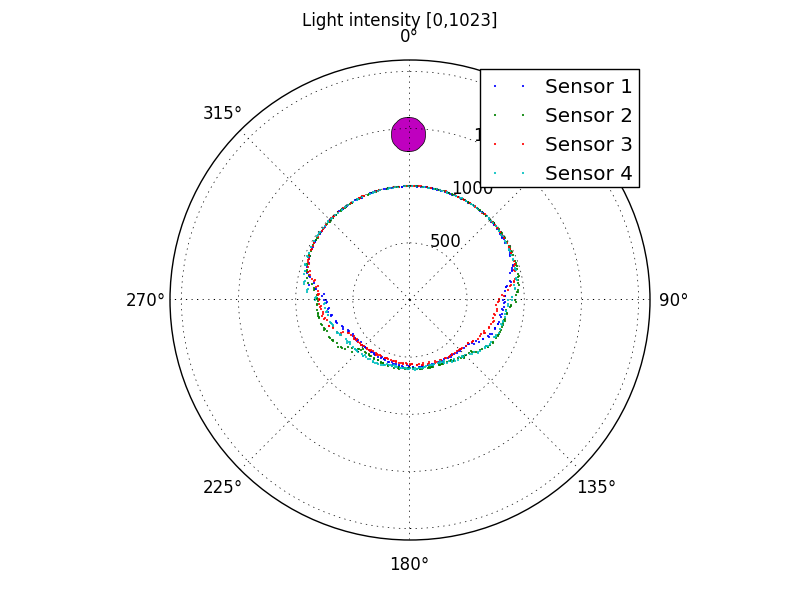 Light intensity [0,1023]
0°
315°
Sensor 1
Sensor 2
Sensor 3
Sensor 4
1000
500
270°
90°
225°
135°
180°